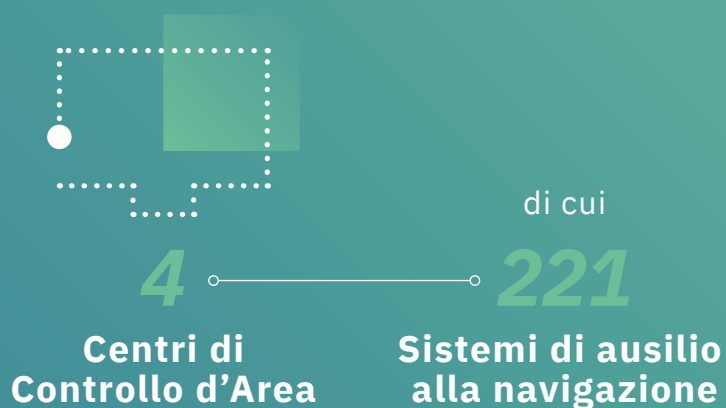 di cui
4
221
Centri di
Controllo d’Area
Sistemi di ausilio
alla navigazione